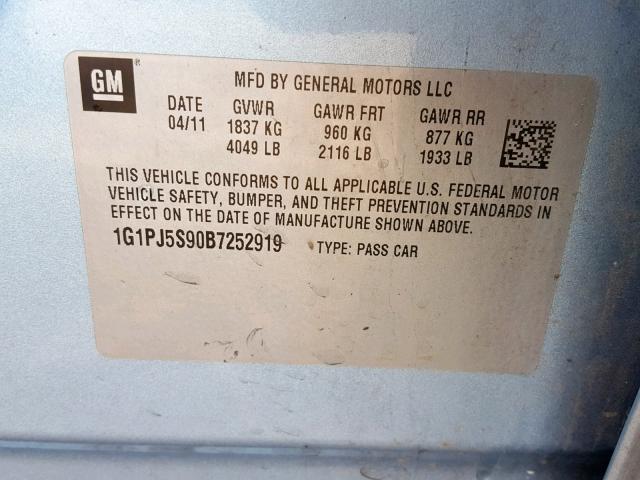 GM ®
MFD BY GENERAL MOTORS LLC
DATE GVWR GAWR FRT GAWR RR
04/11 1837 KG 960 KG 877 KG
4049 LB 2116 LB 1933 LB
THIS VEHICLE CONFORMS TO ALL APPLICABLE U.S. FEDERAL MOTOR
VEHICLE SAFETY, BUMPER, AND THEFT PREVENTION STANDARDS IN
EFFECT ON THE DATE OF MANUFACTURE SHOWN ABOVE.
1G1PJ5S90B7252919 TYPE: PASS CAR